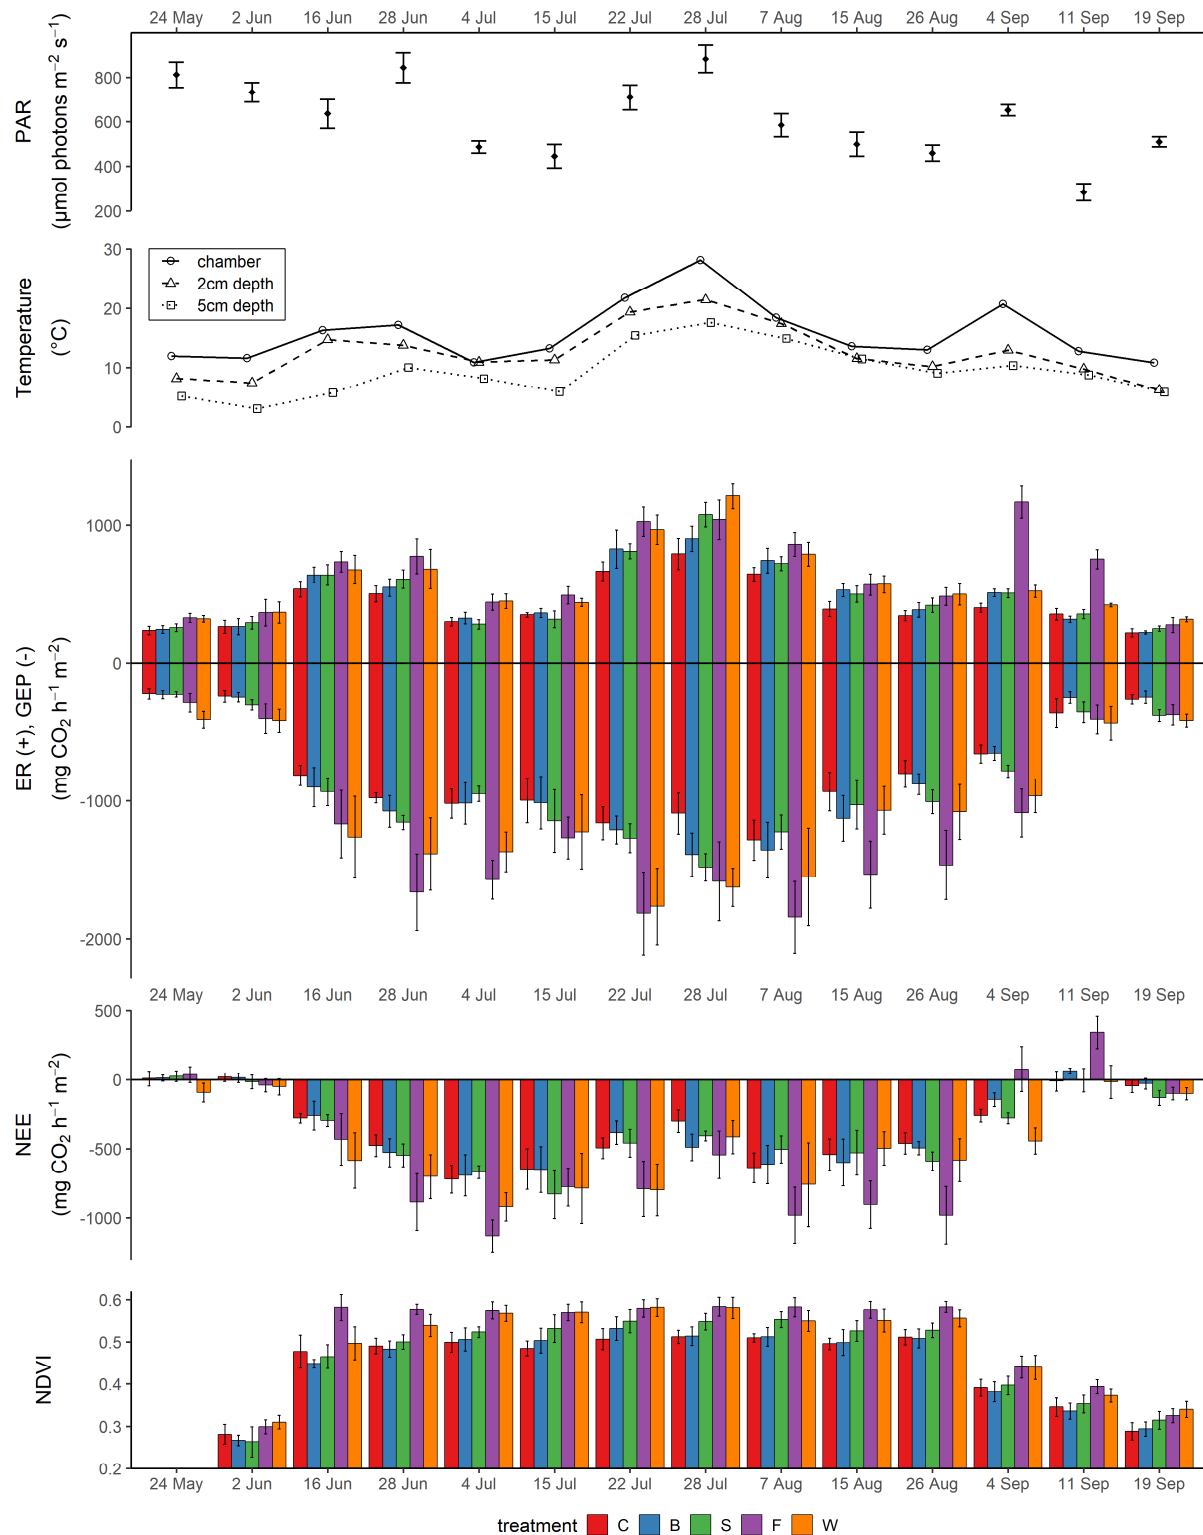 24 May 2 Jun 16 Jun 28 Jun 4 Jul 15 Jul 22 Jul 28 Jul 7 Aug 15 Aug 26 Aug 4 Sep 11 Sep 19 Sep
PAR
(µmol photons m⁻² s⁻¹)
800
600
400
200
Temperature
(°C)
30
20
10
0
chamber
2cm depth
5cm depth
ER (+), GEP (-)
(mg CO₂ h⁻¹ m⁻²)
1000
0
-1000
-2000
24 May 2 Jun 16 Jun 28 Jun 4 Jul 15 Jul 22 Jul 28 Jul 7 Aug 15 Aug 26 Aug 4 Sep 11 Sep 19 Sep
NEE
(mg CO₂ h⁻¹ m⁻²)
500
0
-500
-1000
NDVI
0.6
0.5
0.4
0.3
0.2
24 May 2 Jun 16 Jun 28 Jun 4 Jul 15 Jul 22 Jul 28 Jul 7 Aug 15 Aug 26 Aug 4 Sep 11 Sep 19 Sep
treatment C B S F W